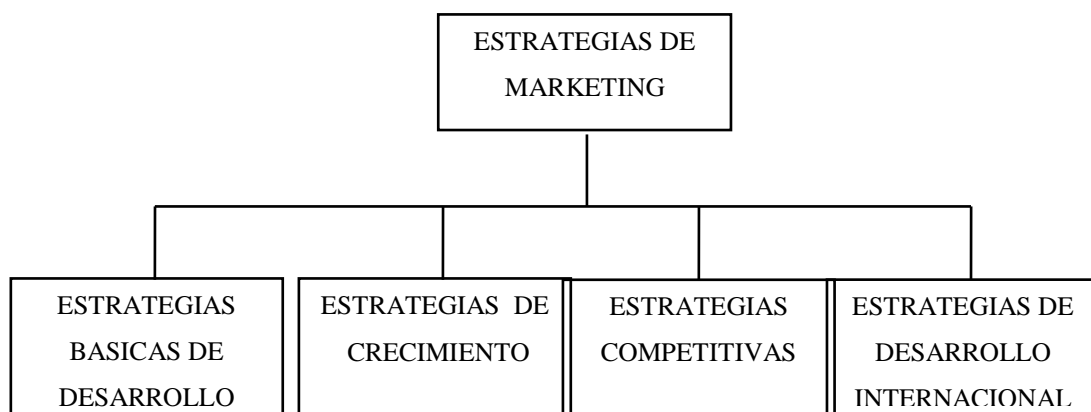 ESTRATEGIAS DE
MARKETING
ESTRATEGIAS
BASICAS DE
DESARROLLO
ESTRATEGIAS DE
CRECIMIENTO
ESTRATEGIAS
COMPETITIVAS
ESTRATEGIAS DE
DESARROLLO
INTERNACIONAL